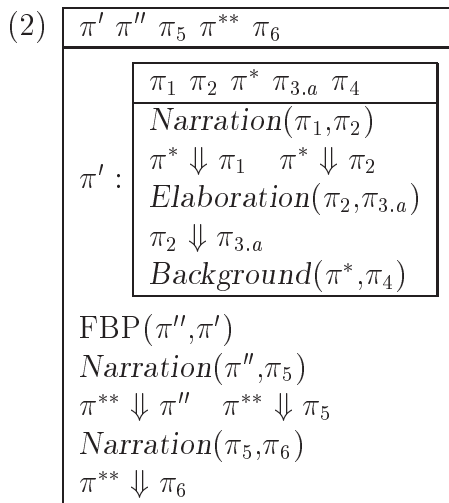 (2) π′ π″ π₅ π** π₆
π₁ π₂ π* π₃.ₐ π₄
Narration(π₁,π₂)
π* ⇓ π₁ π* ⇓ π₂
π′ :
Elaboration(π₂,π₃.ₐ)
π₂ ⇓ π₃.ₐ
Background(π*,π₄)
FBP(π″,π′)
Narration(π″,π₅)
π** ⇓ π″ π** ⇓ π₅
Narration(π₅,π₆)
π** ⇓ π₆